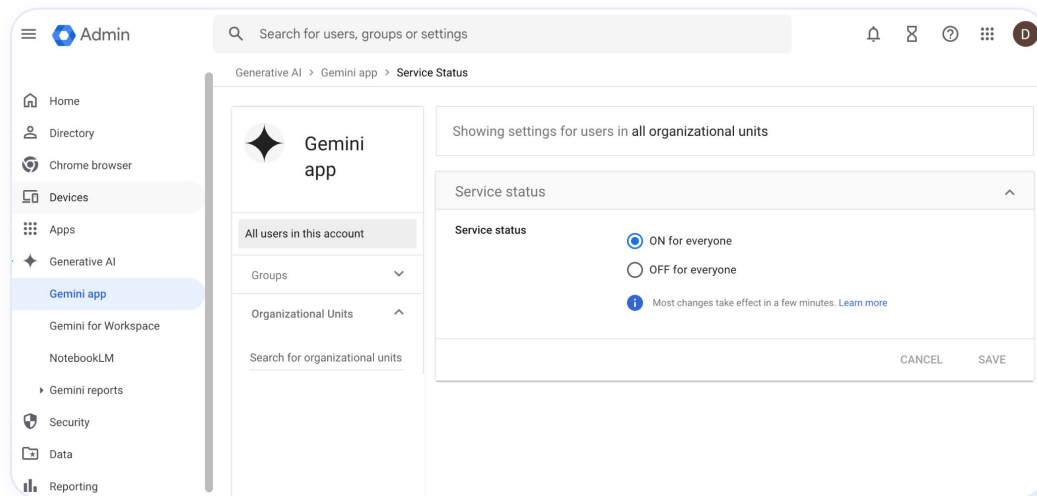 Admin
Search for users, groups or settings
D
Generative AI > Gemini app > Service Status
Home
Directory
Chrome browser
Devices
Apps
Generative AI
Gemini app
Gemini for Workspace
NotebookLM
Gemini reports
Security
Data
Reporting
Gemini
app
All users in this account
Groups
Organizational Units
Search for organizational units
Showing settings for users in all organizational units
Service status
Service status
ON for everyone
OFF for everyone
Most changes take effect in a few minutes. Learn more
CANCEL SAVE